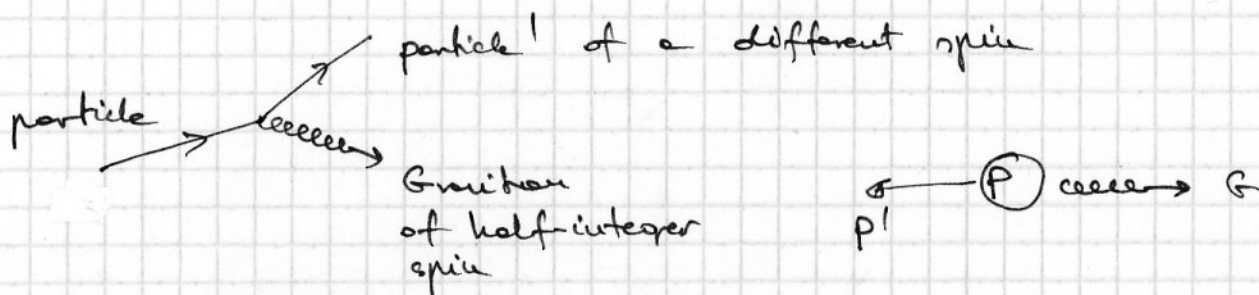 particle' of a different spin
particle
Graviton
of half-integer
spin
P
G
P'